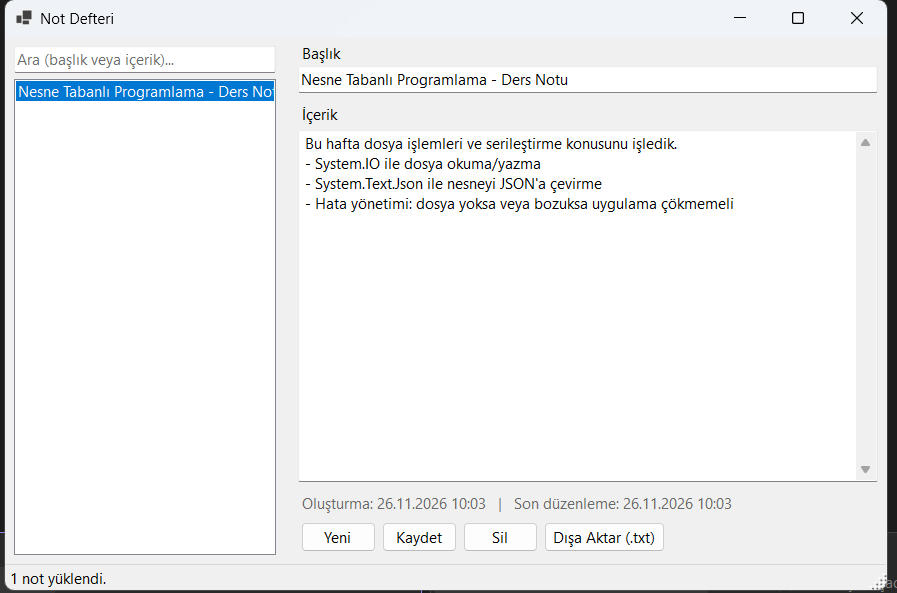 Not Defteri
Ara (başlık veya içerik)...
Nesne Tabanlı Programlama - Ders Not
Başlık
Nesne Tabanlı Programlama - Ders Notu
İçerik
Bu hafta dosya işlemleri ve serileştirme konusunu işledik.
- System.IO ile dosya okuma/yazma
- System.Text.Json ile nesneyi JSON'a çevirme
- Hata yönetimi: dosya yoksa veya bozuksa uygulama çökmemeli
Oluşturma: 26.11.2026 10:03 | Son düzenleme: 26.11.2026 10:03
Yeni Kaydet Sil Dışa Aktar (.txt)
1 not yüklendi.